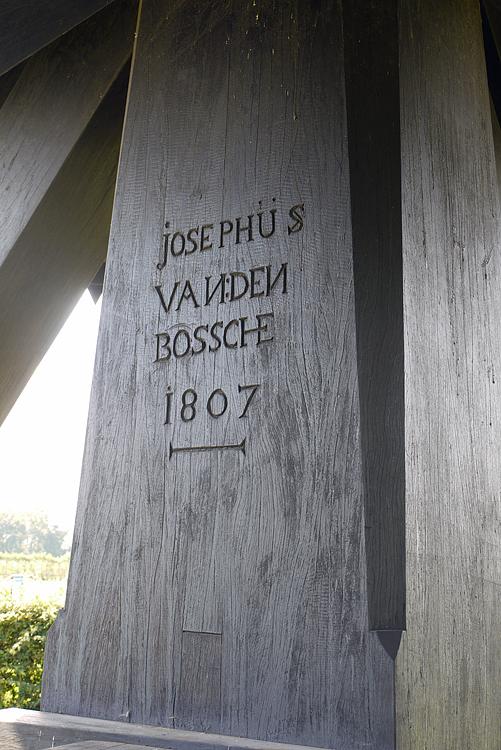 JOSEPHÜS
VAN:DEN
BOSSCHE
1807